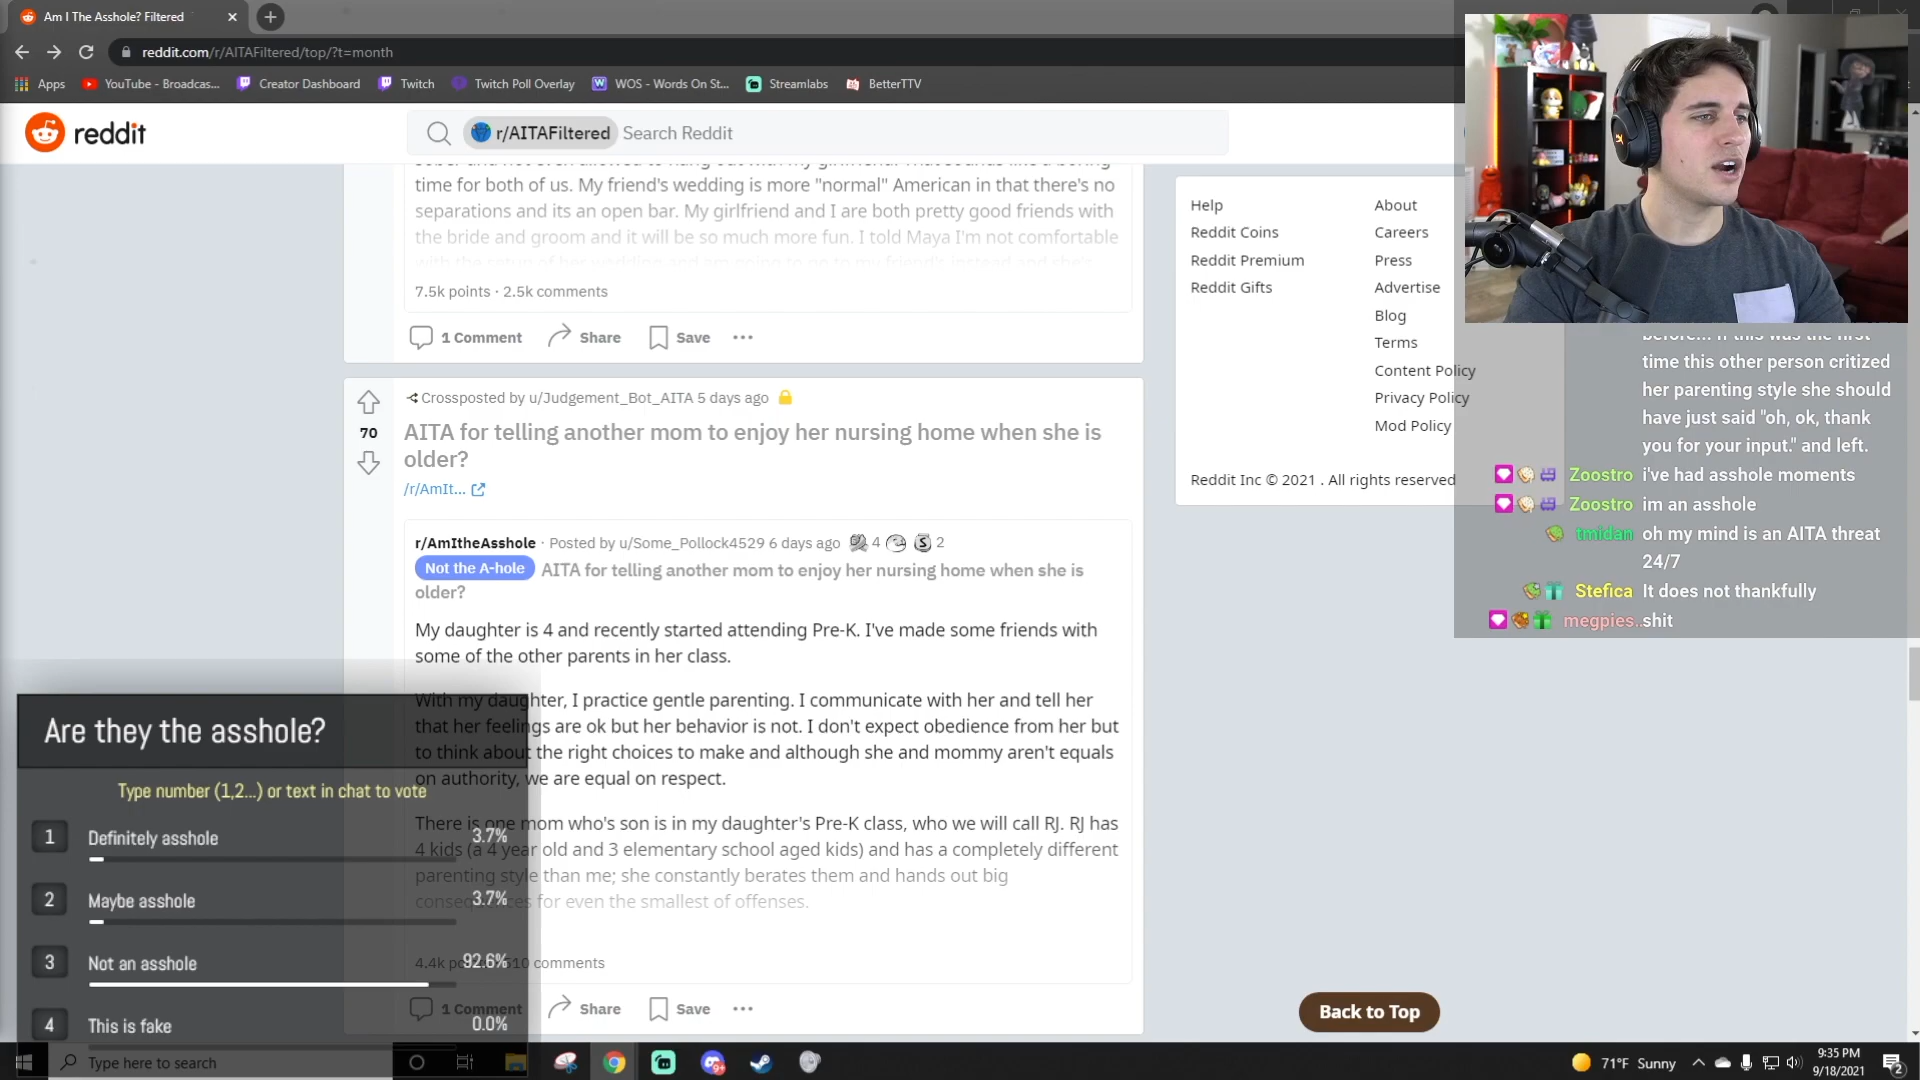 Am I The Asshole? Filtered
reddit.com/r/AITAFiltered/top/?t=month
Apps YouTube - Broadcas... Creator Dashboard Twitch Twitch Poll Overlay WOS - Words On St... Streamlabs BetterTTV
reddit
r/AITAFiltered Search Reddit
time for both of us. My friend's wedding is more "normal" American in that there's no
separations and its an open bar. My girlfriend and I are both pretty good friends with
the bride and groom and it will be so much more fun. I told Maya I'm not comfortable
7.5k points · 2.5k comments
1 Comment Share Save
Crossposted by u/Judgement_Bot_AITA 5 days ago
70
AITA for telling another mom to enjoy her nursing home when she is
older?
/r/AmIt...
r/AmItheAsshole · Posted by u/Some_Pollock4529 6 days ago 4 2
Not the A-hole AITA for telling another mom to enjoy her nursing home when she is
older?
My daughter is 4 and recently started attending Pre-K. I've made some friends with
some of the other parents in her class.
With my daughter, I practice gentle parenting. I communicate with her and tell her
that her feelings are ok but her behavior is not. I don't expect obedience from her but
to think about the right choices to make and although she and mommy aren't equals
on authority, we are equal on respect.
There is one mom who's son is in my daughter's Pre-K class, who we will call RJ. RJ has
4 kids (a 4 year old and 3 elementary school aged kids) and has a completely different
parenting style than me; she constantly berates them and hands out big
consequences for even the smallest of offenses.
4.4k comments
1 Comment Share Save
Help
Reddit Coins
Reddit Premium
Reddit Gifts
About
Careers
Press
Advertise
Blog
Terms
Content Policy
Privacy Policy
Mod Policy
Reddit Inc © 2021 . All rights reserved
Back to Top
before... if this was the first
time this other person critized
her parenting style she should
have just said "oh, ok, thank
you for your input." and left.
Zoostro i've had asshole moments
Zoostro im an asshole
tmidan oh my mind is an AITA threat
24/7
Stefica It does not thankfully
megpies.. shit
Are they the asshole?
Type number (1,2...) or text in chat to vote
1 Definitely asshole 3.7%
2 Maybe asshole 3.7%
3 Not an asshole 92.6%
4 This is fake 0.0%
Type here to search
9+
71°F Sunny
9:35 PM
9/18/2021
2